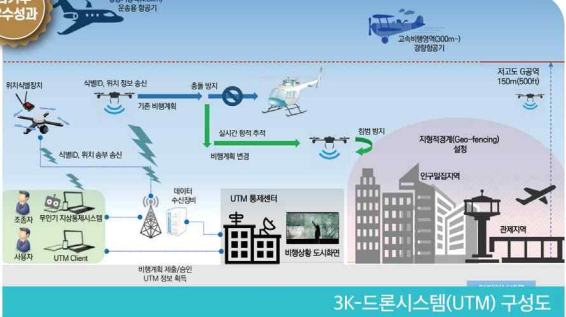 우수성과
운송용 항공기
고속비행영역(300m~)
경량항공기
저고도 G공역
150m(500ft)
위치식별장치
식별ID, 위치 정보 송신
기존 비행계획
충돌 방지
실시간 항적 추적
비행계획 변경
침범 방지
지형적경계(Geo-fencing)
설정
식별ID, 위치 송부 송신
인구밀집지역
조종자
무인기 지상통제시스템
사용자
UTM Client
데이터
수신장비
UTM 통제센터
비행상황 도시화면
관제지역
비행계획 제출/승인
UTM 정보 획득
3K-드론시스템(UTM) 구성도